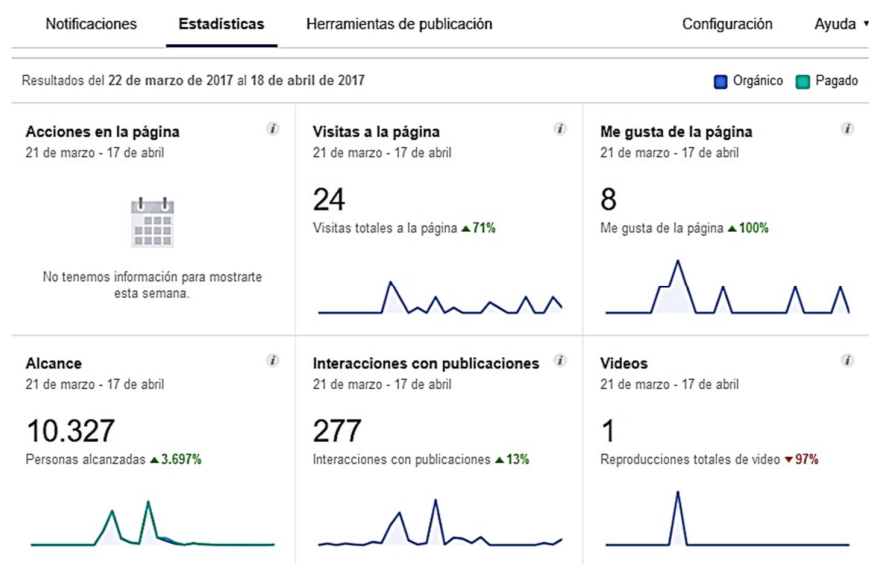 Notificaciones Estadísticas Herramientas de publicación Configuración Ayuda
Resultados del 22 de marzo de 2017 al 18 de abril de 2017 Orgánico Pagado
Acciones en la página
21 de marzo - 17 de abril
No tenemos información para mostrarte
esta semana.
Visitas a la página
21 de marzo - 17 de abril
24
Visitas totales a la página ▲71%
Me gusta de la página
21 de marzo - 17 de abril
8
Me gusta de la página ▲100%
Alcance
21 de marzo - 17 de abril
10.327
Personas alcanzadas ▲3.697%
Interacciones con publicaciones
21 de marzo - 17 de abril
277
Interacciones con publicaciones ▲13%
Videos
21 de marzo - 17 de abril
1
Reproducciones totales de video ▼97%